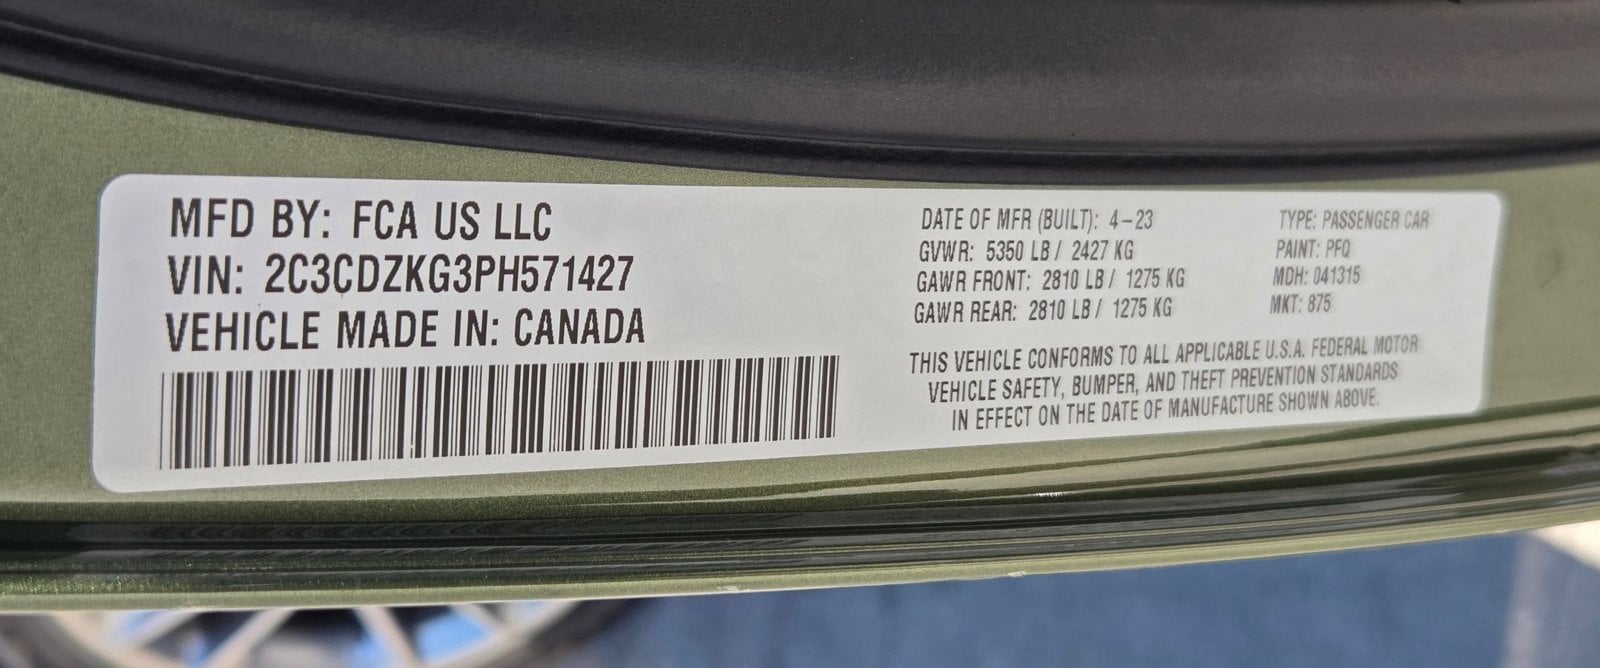 MFD BY: FCA US LLC
VIN: 2C3CDZKG3PH571427
VEHICLE MADE IN: CANADA
DATE OF MFR (BUILT): 4-23
GVWR: 5350 LB / 2427 KG
GAWR FRONT: 2810 LB / 1275 KG
GAWR REAR: 2810 LB / 1275 KG
TYPE: PASSENGER CAR
PAINT: PFQ
MDH: 041315
MKT: 875
THIS VEHICLE CONFORMS TO ALL APPLICABLE U.S.A. FEDERAL MOTOR
VEHICLE SAFETY, BUMPER, AND THEFT PREVENTION STANDARDS
IN EFFECT ON THE DATE OF MANUFACTURE SHOWN ABOVE.